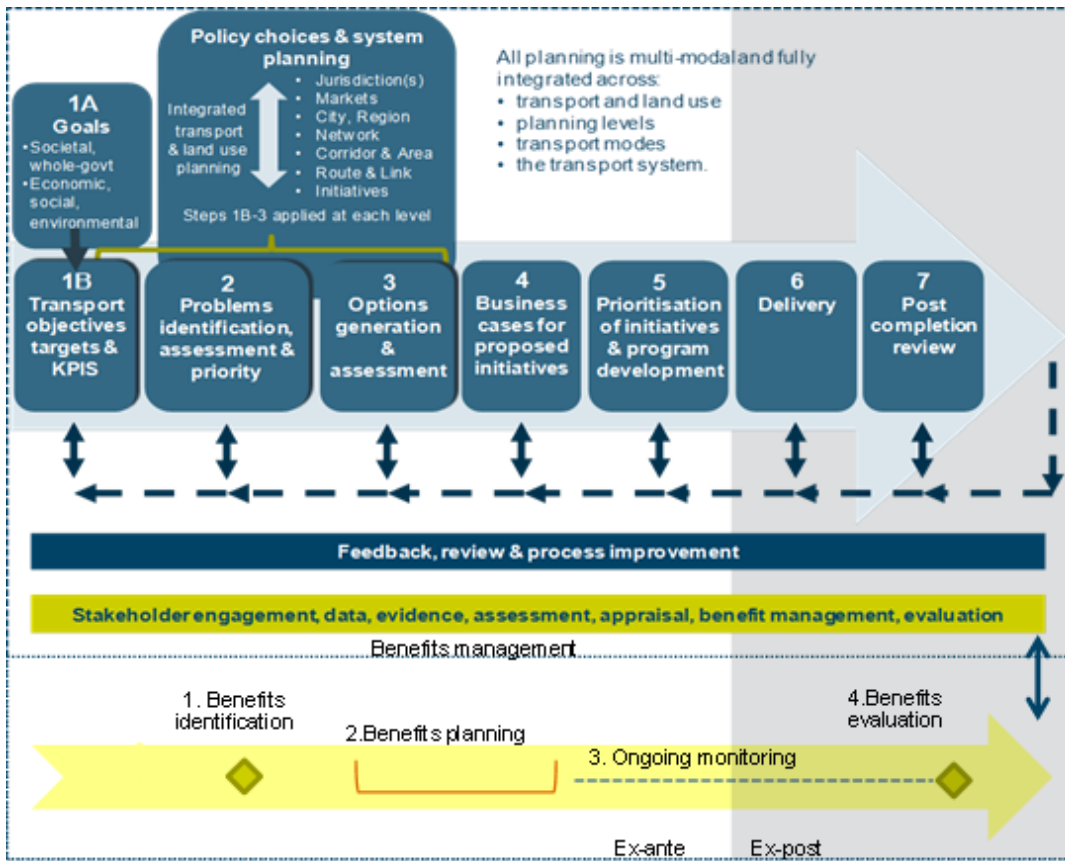 Policy choices & system
planning
Integrated
transport
& land use
planning
• Jurisdiction(s)
• Markets
• City, Region
• Network
• Corridor & Area
• Route & Link
• Initiatives
Steps 1B-3 applied at each level
All planning is multi-modal and fully
integrated across:
• transport and land use
• planning levels
• transport modes
• the transport system.
1A
Goals
•Societal,
whole-govt
•Economic,
social,
environmental
1B
Transport
objectives
targets &
KPIS
2
Problems
identification,
assessment &
priority
3
Options
generation
&
assessment
4
Business
cases for
proposed
initiatives
5
Prioritisation
of initiatives
& program
development
6
Delivery
7
Post
completion
review
Feedback, review & process improvement
Stakeholder engagement, data, evidence, assessment, appraisal, benefit management, evaluation
Benefits management
1. Benefits
identification
2.Benefits planning
3. Ongoing monitoring
4.Benefits
evaluation
Ex-ante
Ex-post